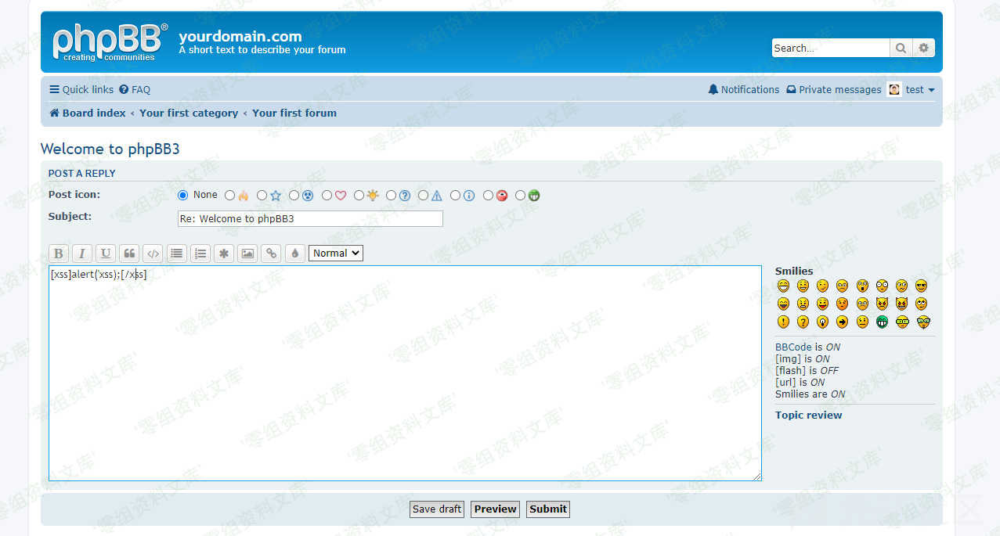 phpBB®
creating communities
yourdomain.com
A short text to describe your forum
Search…
Quick links FAQ
Notifications Private messages test
Board index ‹ Your first category ‹ Your first forum
Welcome to phpBB3
POST A REPLY
Post icon: None
Subject: Re: Welcome to phpBB3
B I U Normal
[xss]alert('xss);[/xss]
Smilies
BBCode is ON
[img] is ON
[flash] is OFF
[url] is ON
Smilies are ON
Topic review
Save draft Preview Submit
'零组资料文库'